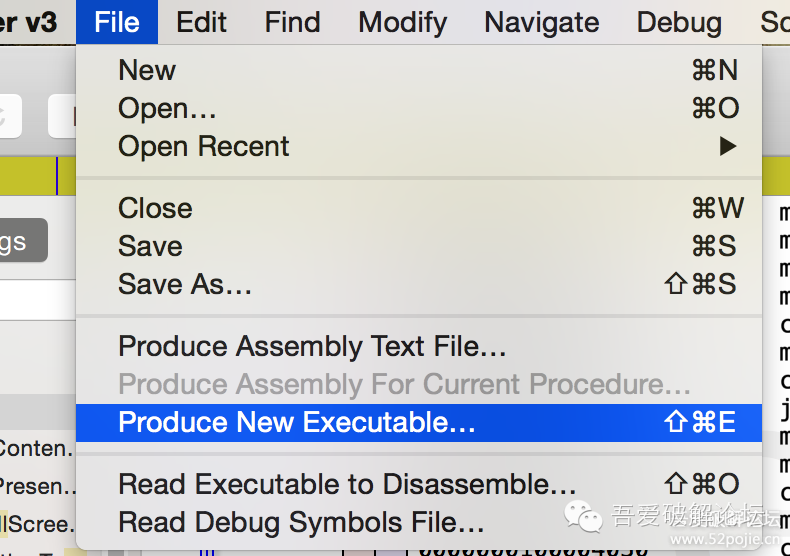 er v3 File Edit Find Modify Navigate Debug Sc
New ⌘N
Open… ⌘O
Open Recent ▶
Close ⌘W
Save ⌘S
Save As… ⇧⌘S
Produce Assembly Text File…
Produce Assembly For Current Procedure…
Produce New Executable… ⇧⌘E
Read Executable to Disassemble… ⇧⌘O
Read Debug Symbols File…
gs
Conten…
Presen…
llScree…
吾爱破解论坛
www.52pojie.cn